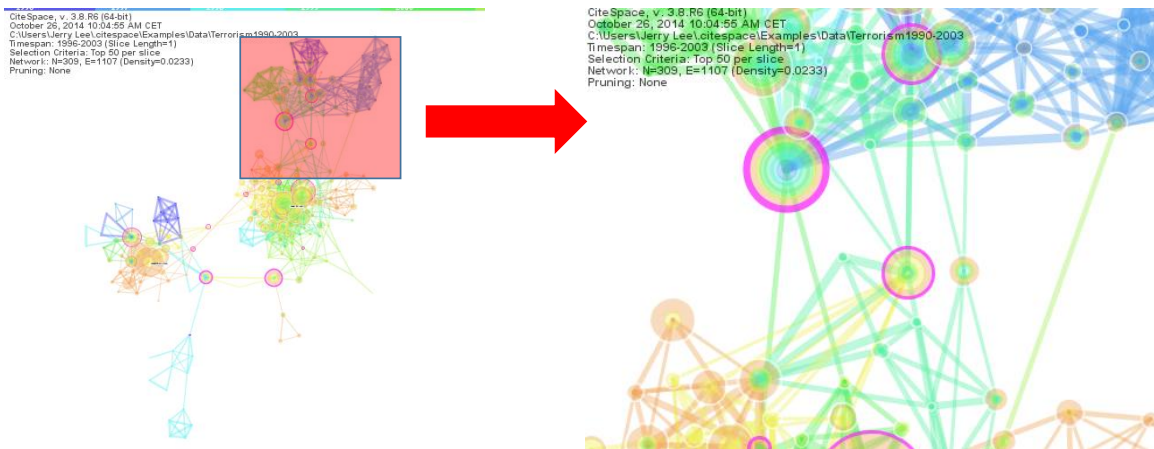 CiteSpace, v. 3.8.R6 (64-bit)
October 26, 2014 10:04:55 AM CET
C:\Users\Jerry Lee\.citespace\Examples\Data\Terrorism1990-2003
Timespan: 1996-2003 (Slice Length=1)
Selection Criteria: Top 50 per slice
Network: N=309, E=1107 (Density=0.0233)
Pruning: None
CiteSpace, v. 3.8.R6 (64-bit)
October 26, 2014 10:04:55 AM CET
C:\Users\Jerry Lee\.citespace\Examples\Data\Terrorism1990-2003
Timespan: 1996-2003 (Slice Length=1)
Selection Criteria: Top 50 per slice
Network: N=309, E=1107 (Density=0.0233)
Pruning: None